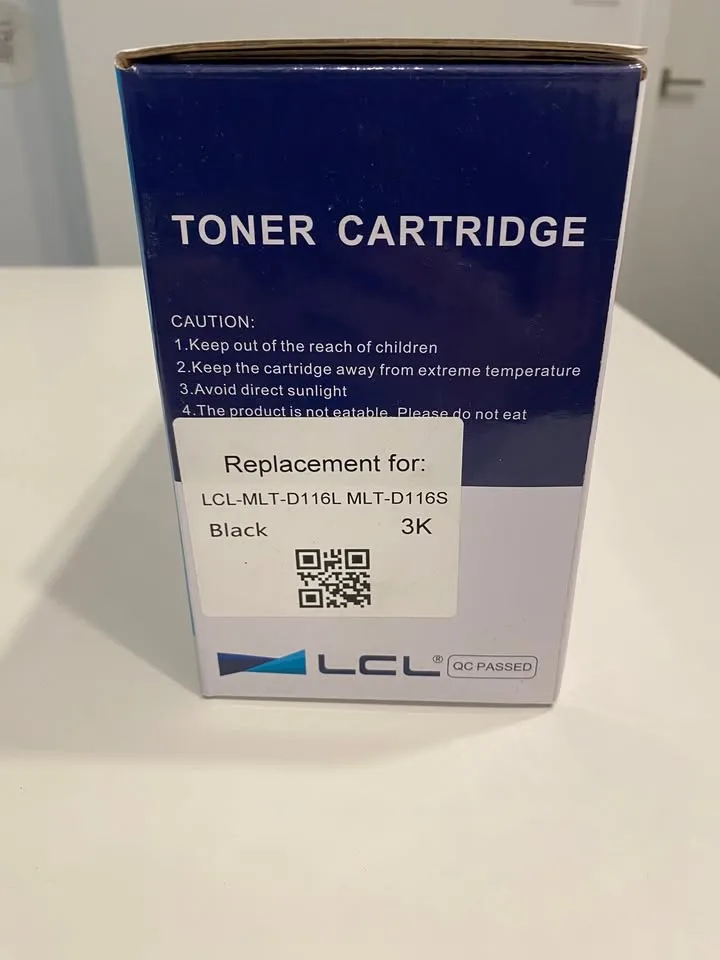 TONER CARTRIDGE
CAUTION:
1.Keep out of the reach of children
2.Keep the cartridge away from extreme temperature
3.Avoid direct sunlight
4.The product is not eatable. Please do not eat
Replacement for:
LCL-MLT-D116L MLT-D116S
Black 3K
LCL® QC PASSED